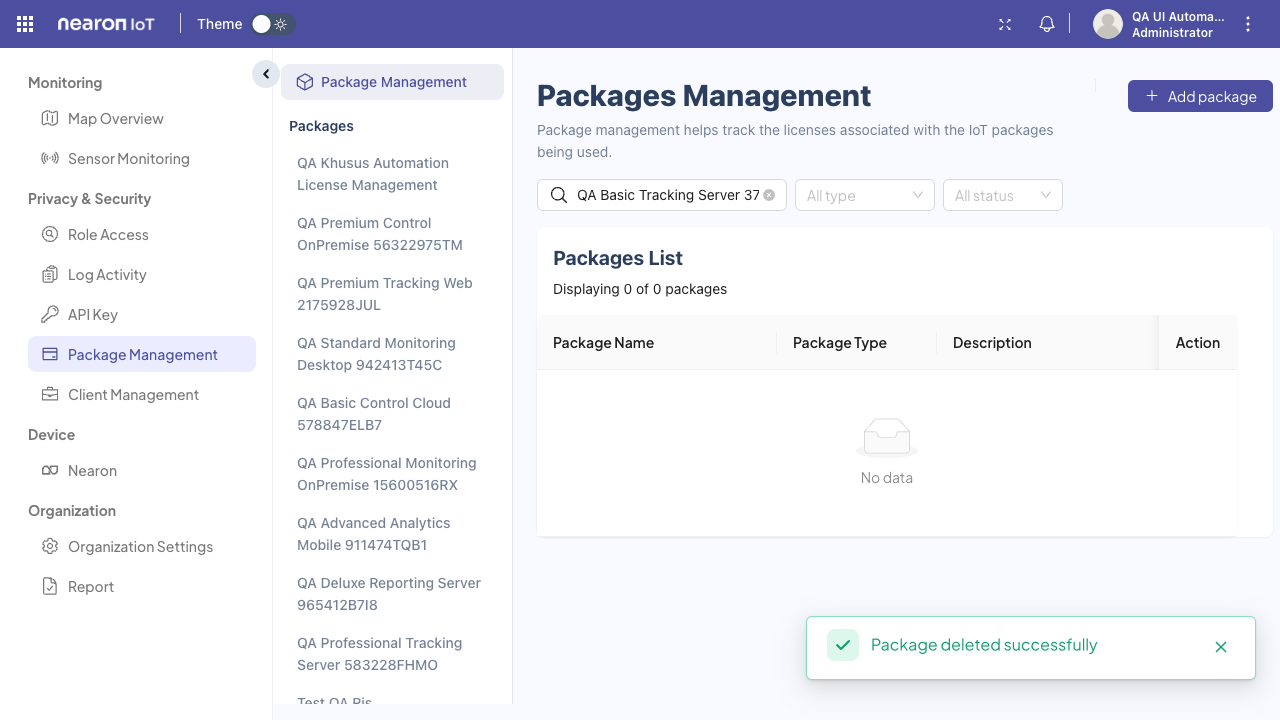 nearon IoT
Theme
QA UI Automa...
Administrator
Monitoring
Map Overview
Sensor Monitoring
Privacy & Security
Role Access
Log Activity
API Key
Package Management
Client Management
Device
Nearon
Organization
Organization Settings
Report
Package Management
Packages
QA Khusus Automation
License Management
QA Premium Control
OnPremise 56322975TM
QA Premium Tracking Web
2175928JUL
QA Standard Monitoring
Desktop 942413T45C
QA Basic Control Cloud
578847ELB7
QA Professional Monitoring
OnPremise 15600516RX
QA Advanced Analytics
Mobile 911474TQB1
QA Deluxe Reporting Server
965412B7I8
QA Professional Tracking
Server 583228FHMO
Test QA Ris
Packages Management
Package management helps track the licenses associated with the IoT packages
being used.
Add package
QA Basic Tracking Server 37
All type
All status
Packages List
Displaying 0 of 0 packages
Package Name
Package Type
Description
Action
No data
Package deleted successfully